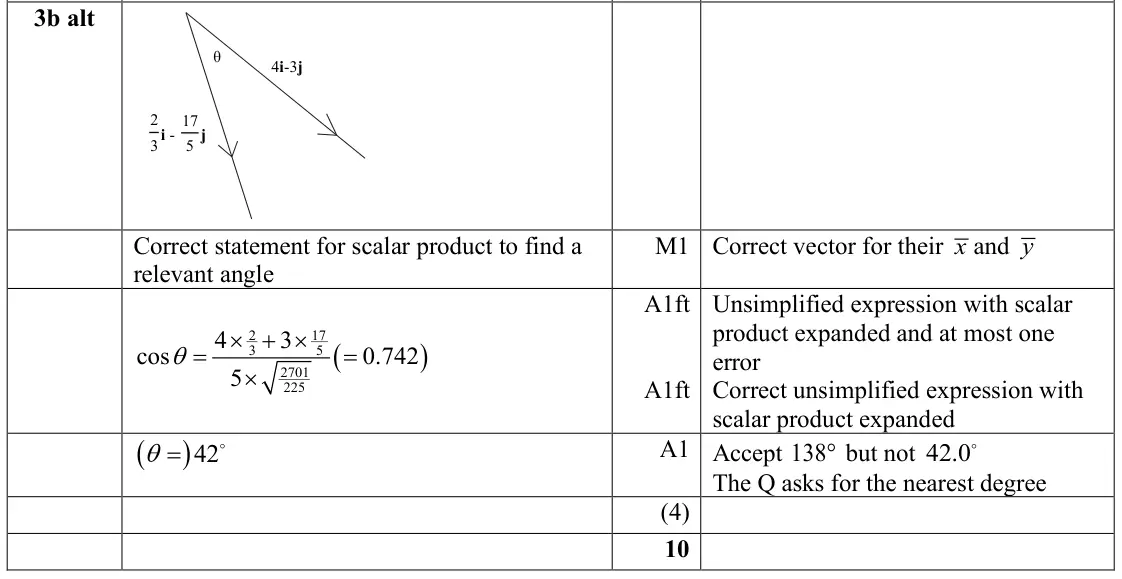 3b alt
θ
4i-3j
2/3 i - 17/5 j
Correct statement for scalar product to find a
relevant angle
M1
Correct vector for their x̅ and y̅
cos θ = (4 × 2/3 + 3 × 17/5) / (5 × √(2701/225)) (= 0.742)
A1ft
Unsimplified expression with scalar
product expanded and at most one
error
A1ft
Correct unsimplified expression with
scalar product expanded
(θ =) 42°
A1
Accept 138° but not 42.0°
The Q asks for the nearest degree
(4)
10